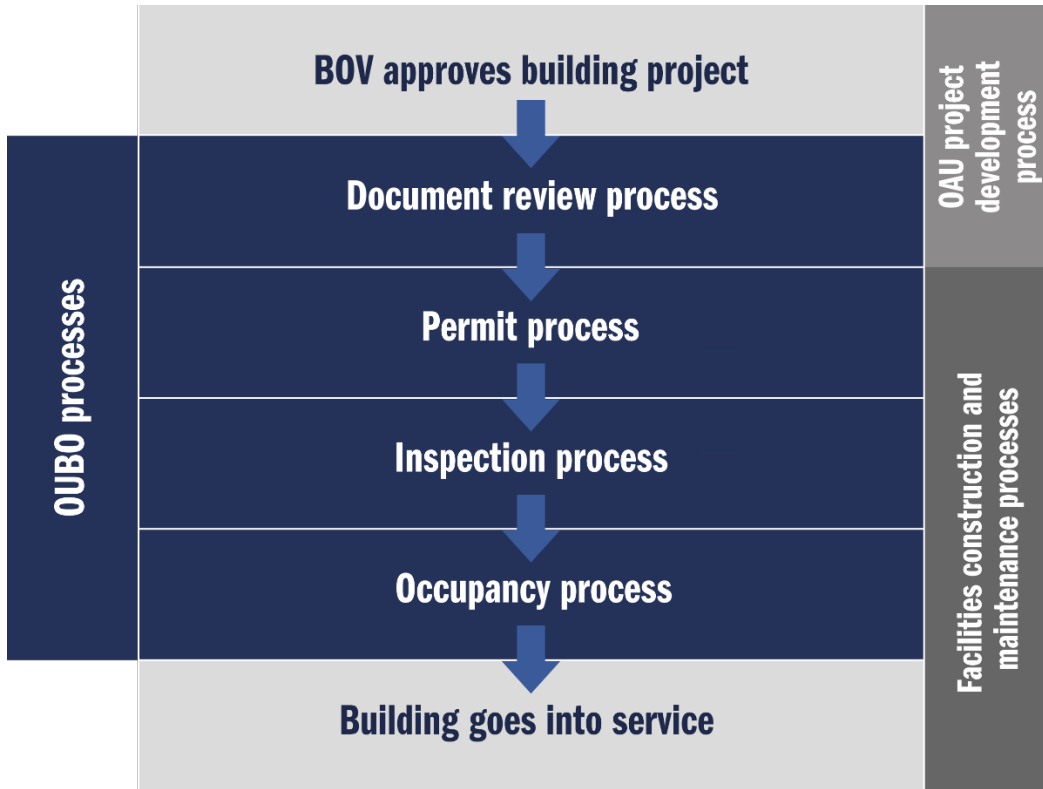 BOV approves building project
OAU project
development
process
OUBO processes
Document review process
Permit process
Inspection process
Occupancy process
Facilities construction and
maintenance processes
Building goes into service